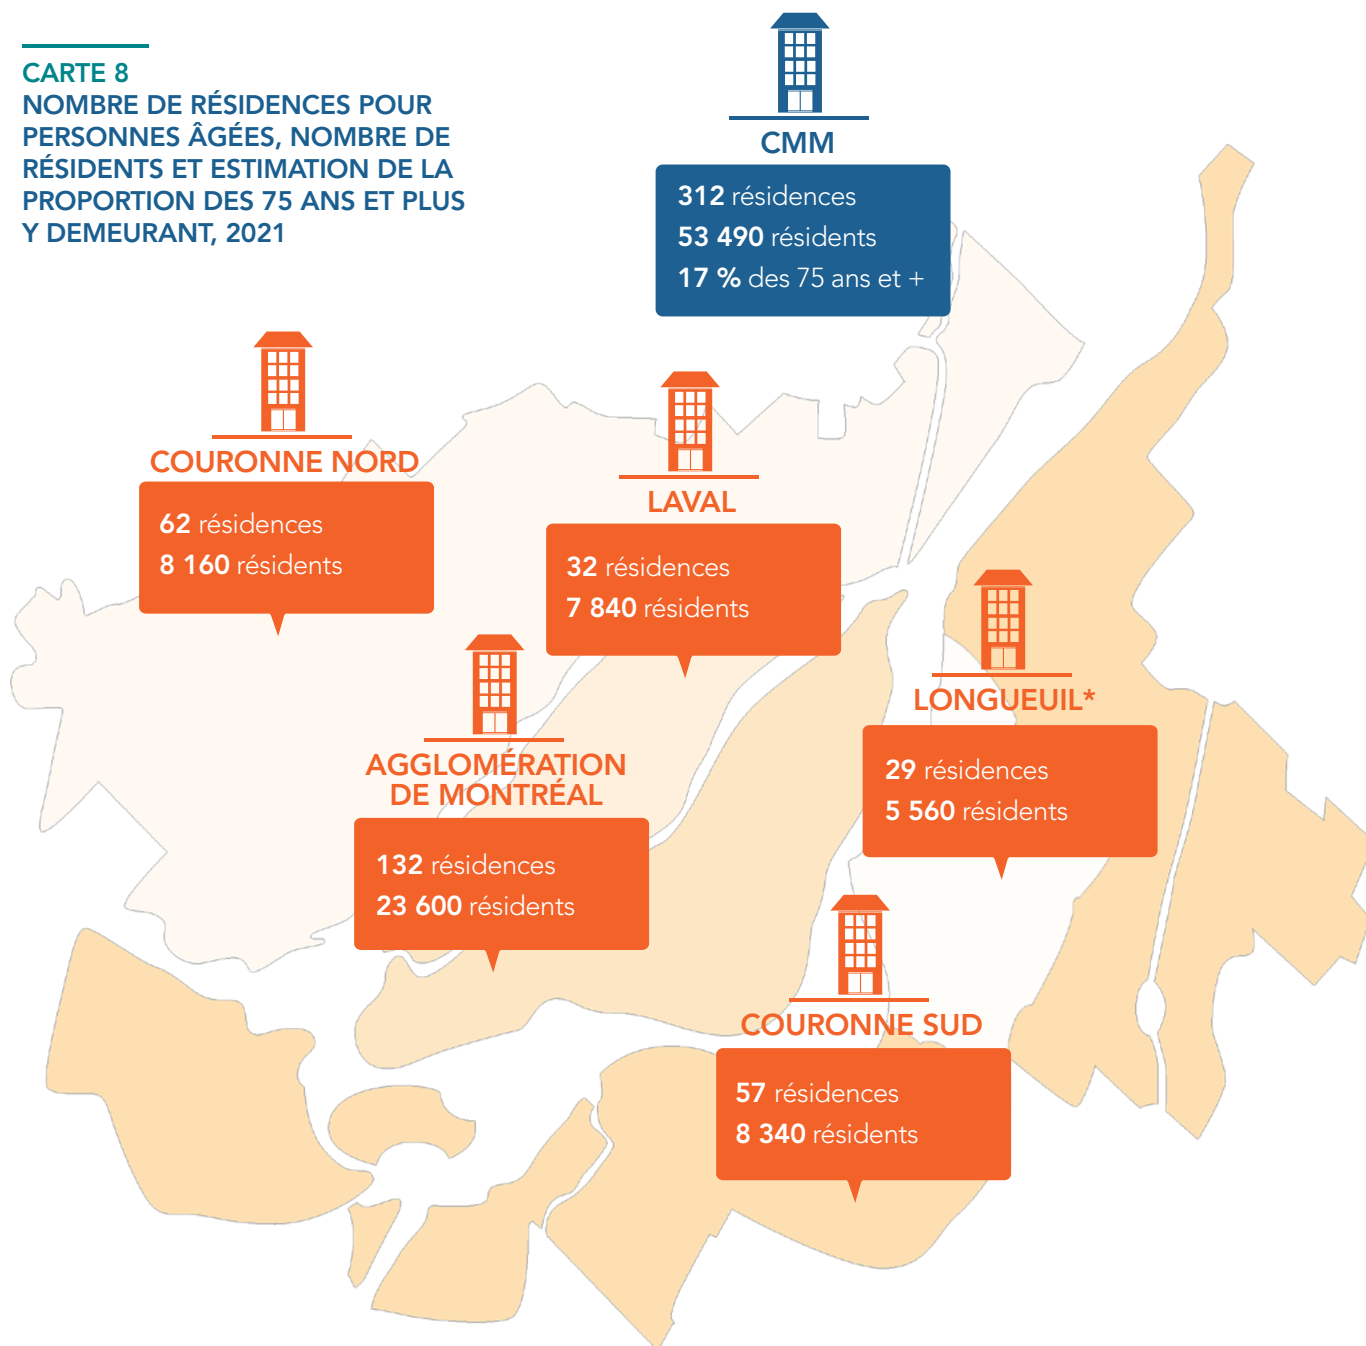 CARTE 8
NOMBRE DE RÉSIDENCES POUR
PERSONNES ÂGÉES, NOMBRE DE
RÉSIDENTS ET ESTIMATION DE LA
PROPORTION DES 75 ANS ET PLUS
Y DEMEURANT, 2021
CMM
312 résidences
53 490 résidents
17 % des 75 ans et +
COURONNE NORD
62 résidences
8 160 résidents
LAVAL
32 résidences
7 840 résidents
LONGUEUIL*
29 résidences
5 560 résidents
AGGLOMÉRATION
DE MONTRÉAL
132 résidences
23 600 résidents
COURONNE SUD
57 résidences
8 340 résidents